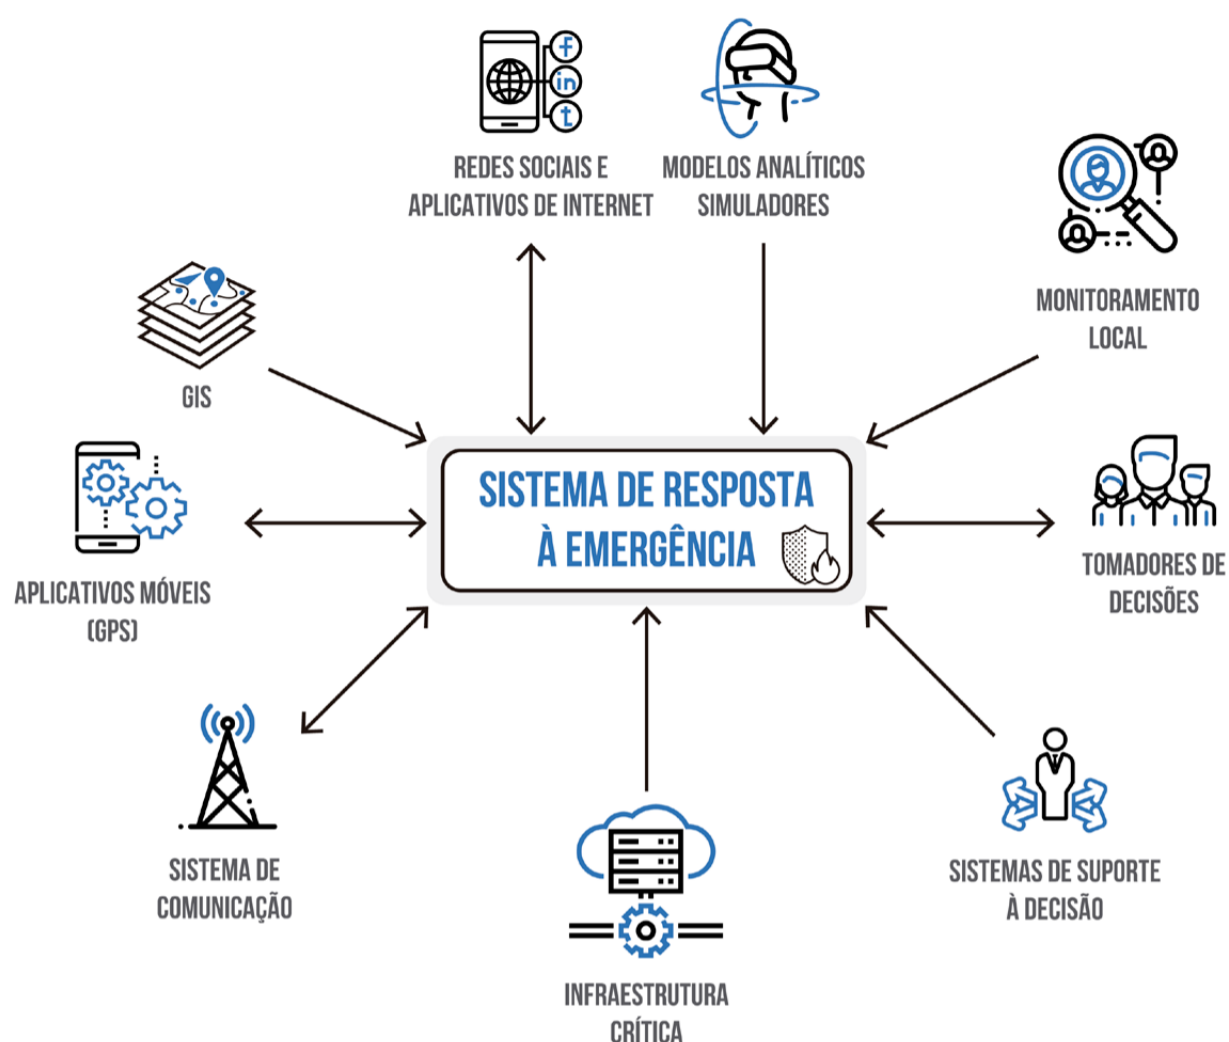 f
in
t
REDES SOCIAIS E
APLICATIVOS DE INTERNET
MODELOS ANALÍTICOS
SIMULADORES
MONITORAMENTO
LOCAL
GIS
SISTEMA DE RESPOSTA
À EMERGÊNCIA
APLICATIVOS MÓVEIS
(GPS)
TOMADORES DE
DECISÕES
SISTEMA DE
COMUNICAÇÃO
SISTEMAS DE SUPORTE
À DECISÃO
INFRAESTRUTURA
CRÍTICA